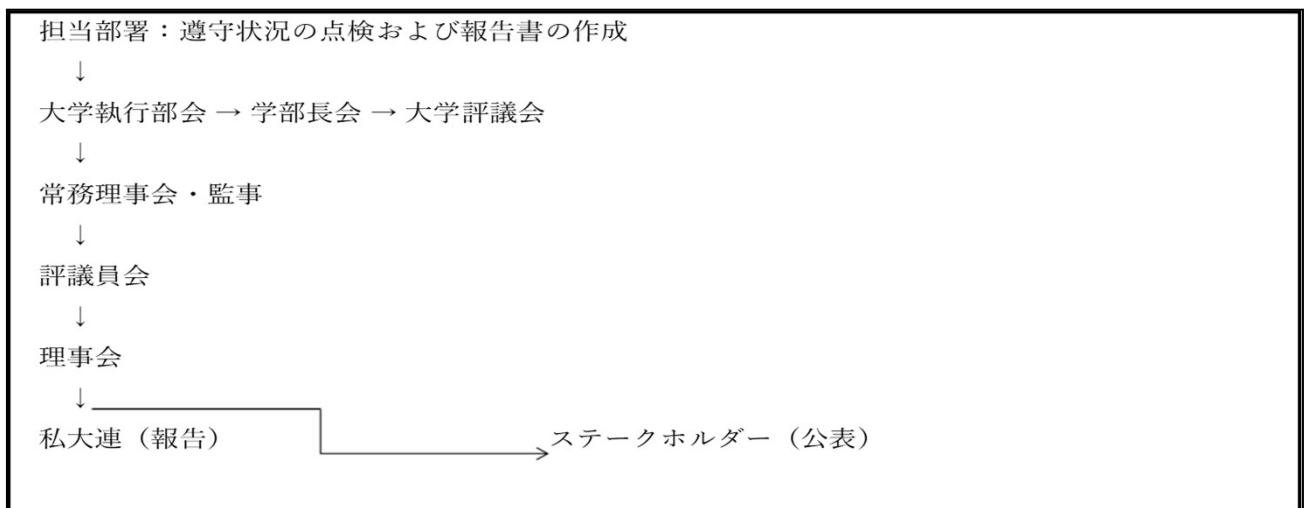 担当部署：遵守状況の点検および報告書の作成
↓
大学執行部会 → 学部長会 → 大学評議会
↓
常務理事会・監事
↓
評議員会
↓
理事会
↓
私大連（報告） ステークホルダー（公表）